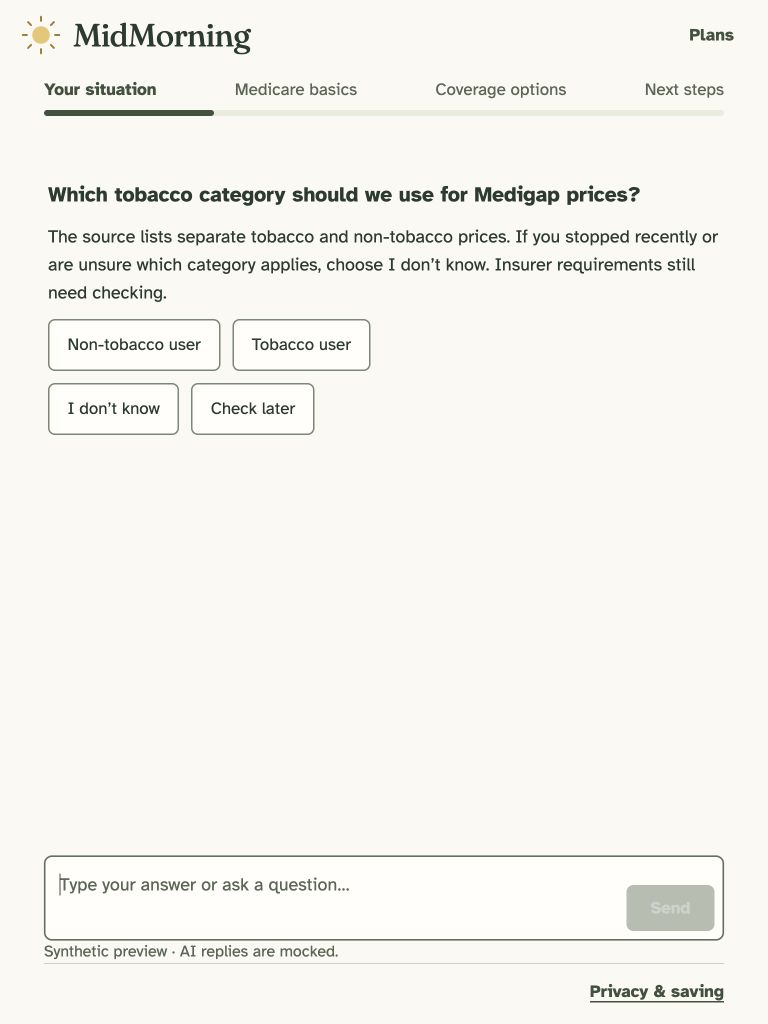 MidMorning
Plans
Your situation
Medicare basics
Coverage options
Next steps
Which tobacco category should we use for Medigap prices?
The source lists separate tobacco and non-tobacco prices. If you stopped recently or
are unsure which category applies, choose I don’t know. Insurer requirements still
need checking.
Non-tobacco user
Tobacco user
I don’t know
Check later
Type your answer or ask a question...
Send
Synthetic preview · AI replies are mocked.
Privacy & saving